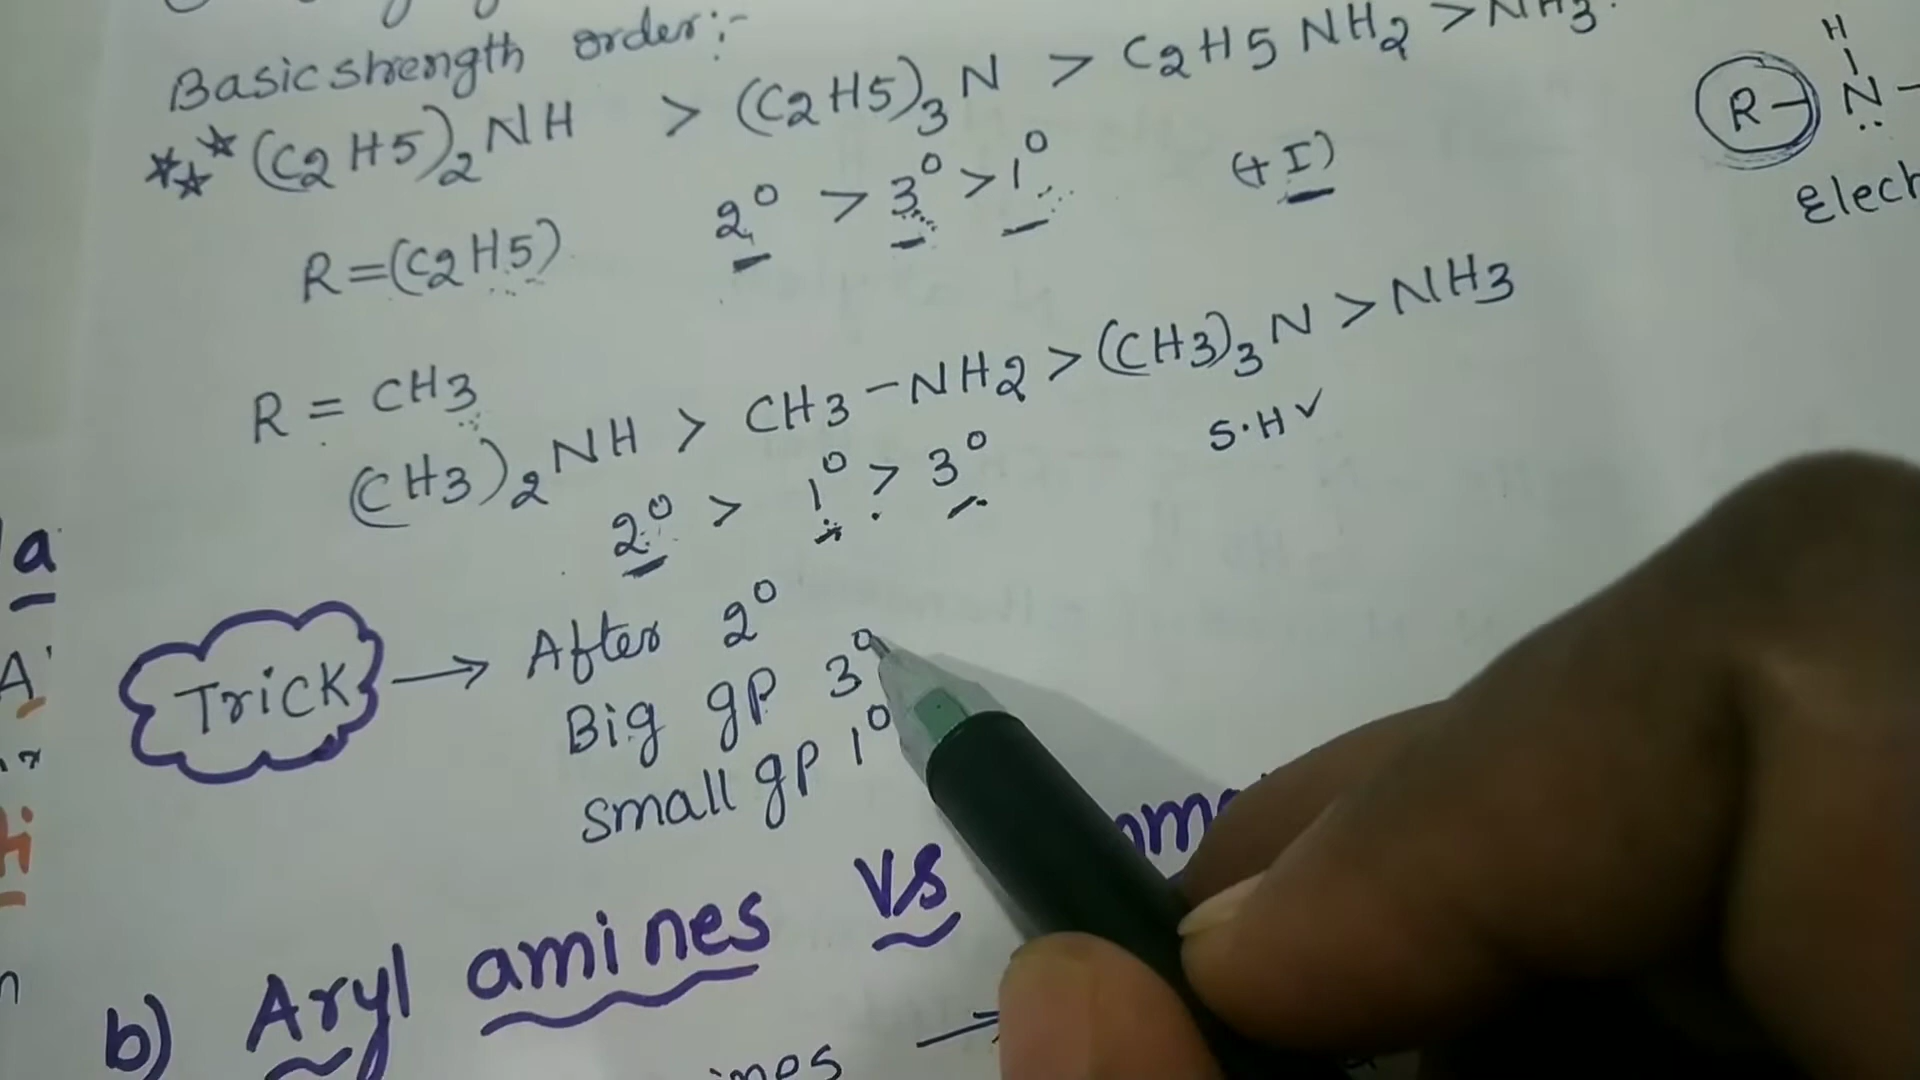 Basic strength order:-
(C2H5)2NH > (C2H5)3N > C2H5NH2 > NH3.
2° > 3° > 1° (+I)
R=(C2H5)
R = CH3
(CH3)2NH > CH3-NH2 > (CH3)3N > NH3
2° > 1° > 3° S.H ✓
H
R-N-
Elect
a
Trick → After 2°
Big gp 3°
small gp 1°
b) Aryl amines Vs